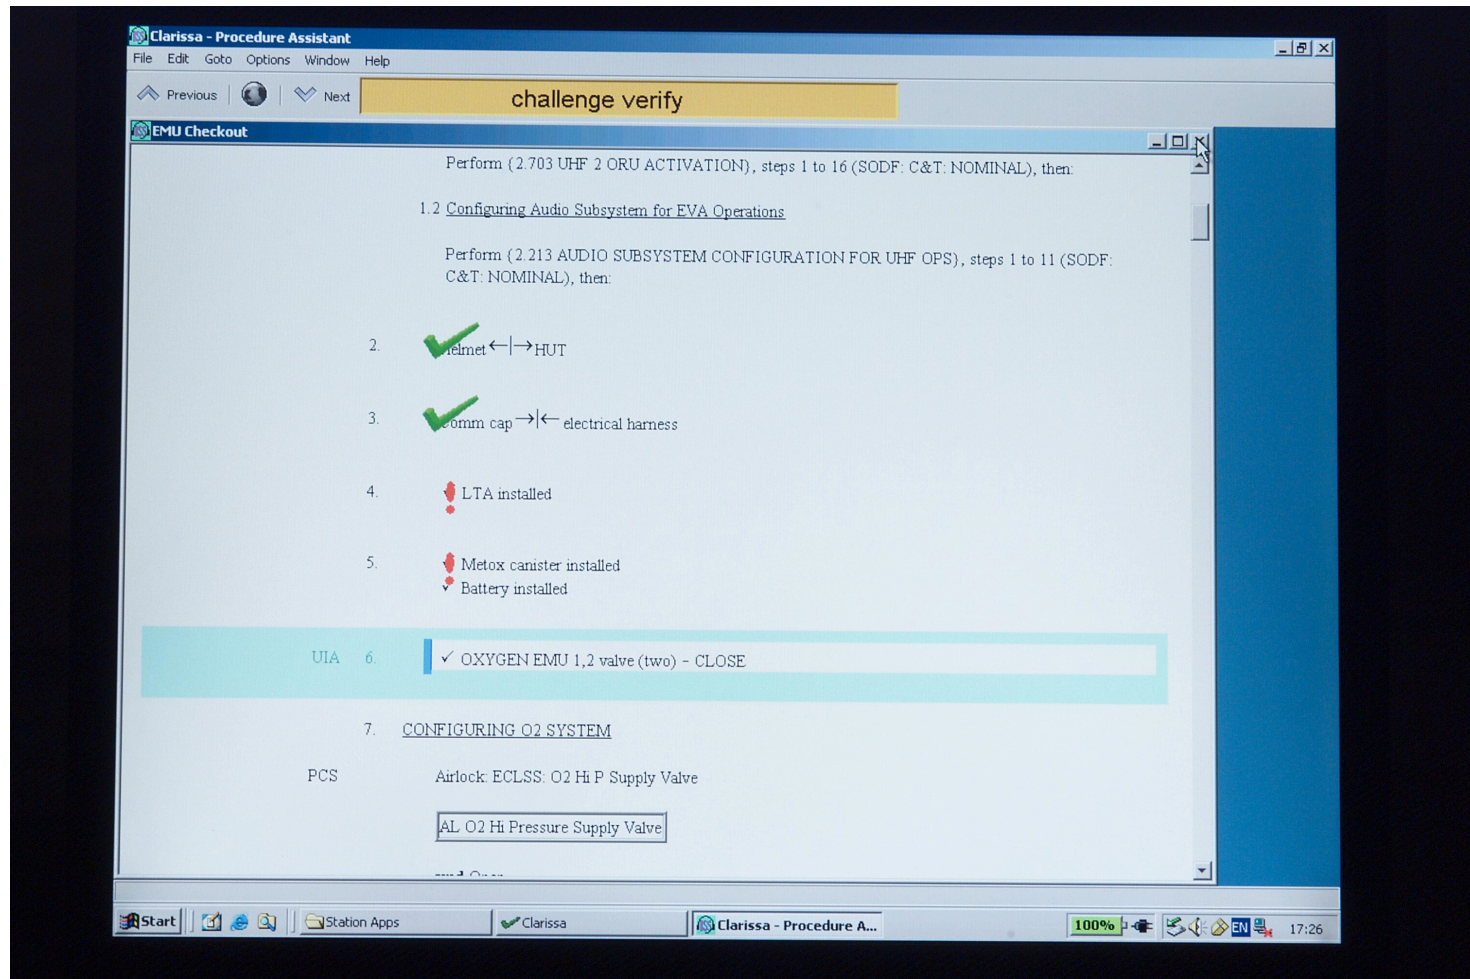 Clarissa - Procedure Assistant
File Edit Goto Options Window Help
Previous Next challenge verify
EMU Checkout
Perform {2.703 UHF 2 ORU ACTIVATION}, steps 1 to 16 (SODF: C&T: NOMINAL), then:
1.2 Configuring Audio Subsystem for EVA Operations
Perform {2.213 AUDIO SUBSYSTEM CONFIGURATION FOR UHF OPS}, steps 1 to 11 (SODF:
C&T: NOMINAL), then:
2. Helmet ←|→ HUT
3. Comm cap →|← electrical harness
4. LTA installed
5. Metox canister installed
✓ Battery installed
UIA 6. ✓ OXYGEN EMU 1,2 valve (two) - CLOSE
7. CONFIGURING O2 SYSTEM
PCS Airlock: ECLSS: O2 Hi P Supply Valve
AL O2 Hi Pressure Supply Valve
Start Station Apps Clarissa Clarissa - Procedure A... 100% EN 17:26